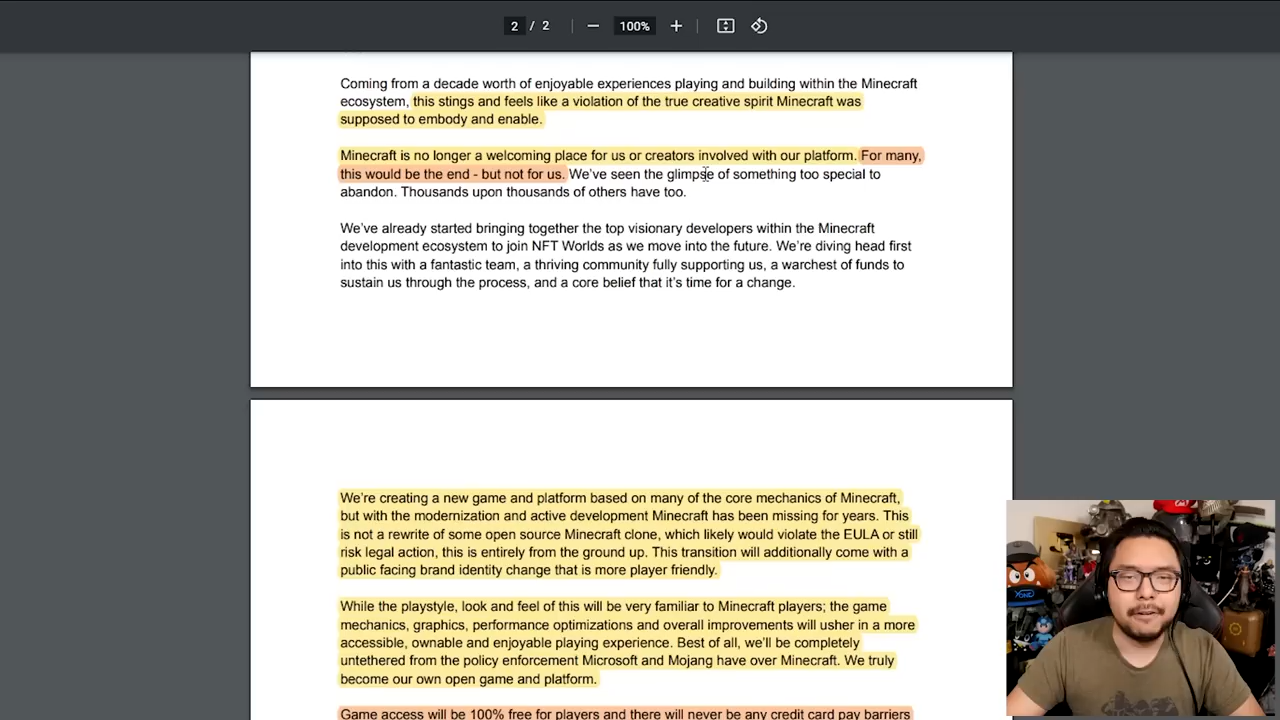 2 / 2
100%
Coming from a decade worth of enjoyable experiences playing and building within the Minecraft
ecosystem, this stings and feels like a violation of the true creative spirit Minecraft was
supposed to embody and enable.
Minecraft is no longer a welcoming place for us or creators involved with our platform. For many,
this would be the end - but not for us. We've seen the glimpse of something too special to
abandon. Thousands upon thousands of others have too.
We've already started bringing together the top visionary developers within the Minecraft
development ecosystem to join NFT Worlds as we move into the future. We're diving head first
into this with a fantastic team, a thriving community fully supporting us, a warchest of funds to
sustain us through the process, and a core belief that it's time for a change.
We're creating a new game and platform based on many of the core mechanics of Minecraft,
but with the modernization and active development Minecraft has been missing for years. This
is not a rewrite of some open source Minecraft clone, which likely would violate the EULA or still
risk legal action, this is entirely from the ground up. This transition will additionally come with a
public facing brand identity change that is more player friendly.
While the playstyle, look and feel of this will be very familiar to Minecraft players; the game
mechanics, graphics, performance optimizations and overall improvements will usher in a more
accessible, ownable and enjoyable playing experience. Best of all, we'll be completely
untethered from the policy enforcement Microsoft and Mojang have over Minecraft. We truly
become our own open game and platform.
Game access will be 100% free for players and there will never be any credit card pay barriers